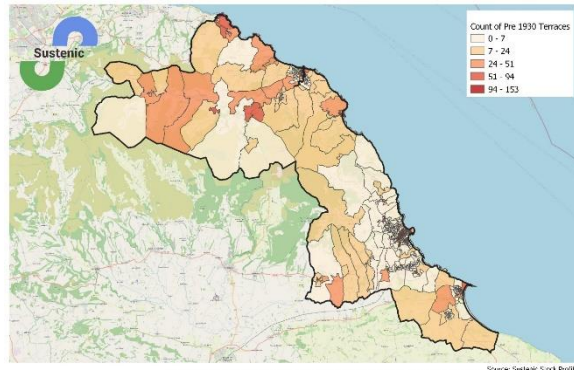 Sustenic
Count of Pre 1930 Terraces
0 - 7
7 - 24
24 - 51
51 - 94
94 - 153
Source: Sustenic Stock Profile